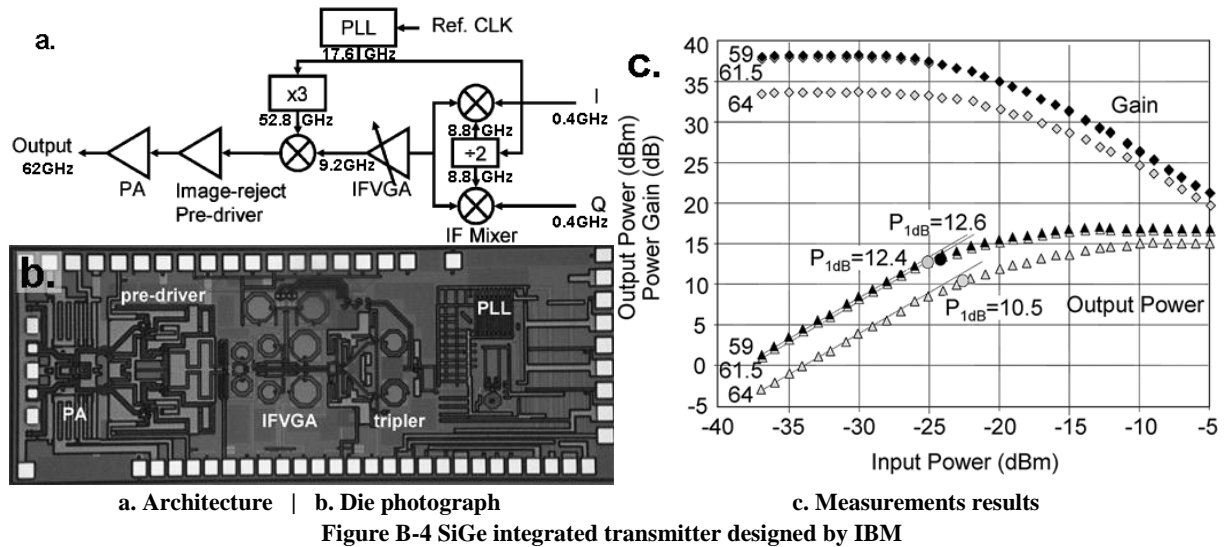 a.
PLL
Ref. CLK
17.6 GHz
x3
52.8 GHz
I
0.4GHz
8.8 GHz
÷2
8.8 GHz
Output
62GHz
PA
Image-reject
Pre-driver
9.2GHz
IFVGA
Q
0.4GHz
IF Mixer
b.
pre-driver
PLL
PA
IFVGA
tripler
c.
Output Power (dBm)
Power Gain (dB)
40
35
30
25
20
15
10
5
0
-5
59
61.5
64
Gain
P1dB=12.6
P1dB=12.4
P1dB=10.5
Output Power
59
61.5
64
-40 -35 -30 -25 -20 -15 -10 -5
Input Power (dBm)
a. Architecture | b. Die photograph
c. Measurements results
Figure B-4 SiGe integrated transmitter designed by IBM